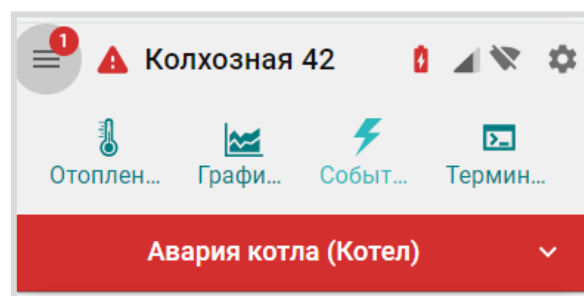 1
Колхозная 42
Отоплен... Графи... Событ... Термин...
Авария котла (Котел)